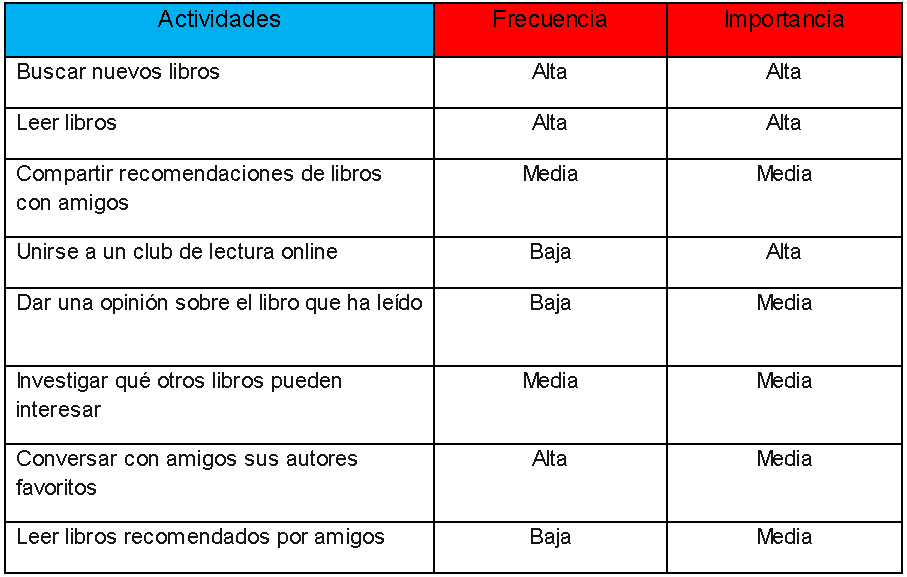 Actividades Frecuencia Importancia
Buscar nuevos libros Alta Alta
Leer libros Alta Alta
Compartir recomendaciones de libros Media Media
con amigos
Unirse a un club de lectura online Baja Alta
Dar una opinión sobre el libro que ha leído Baja Media
Investigar qué otros libros pueden Media Media
interesar
Conversar con amigos sus autores Alta Media
favoritos
Leer libros recomendados por amigos Baja Media